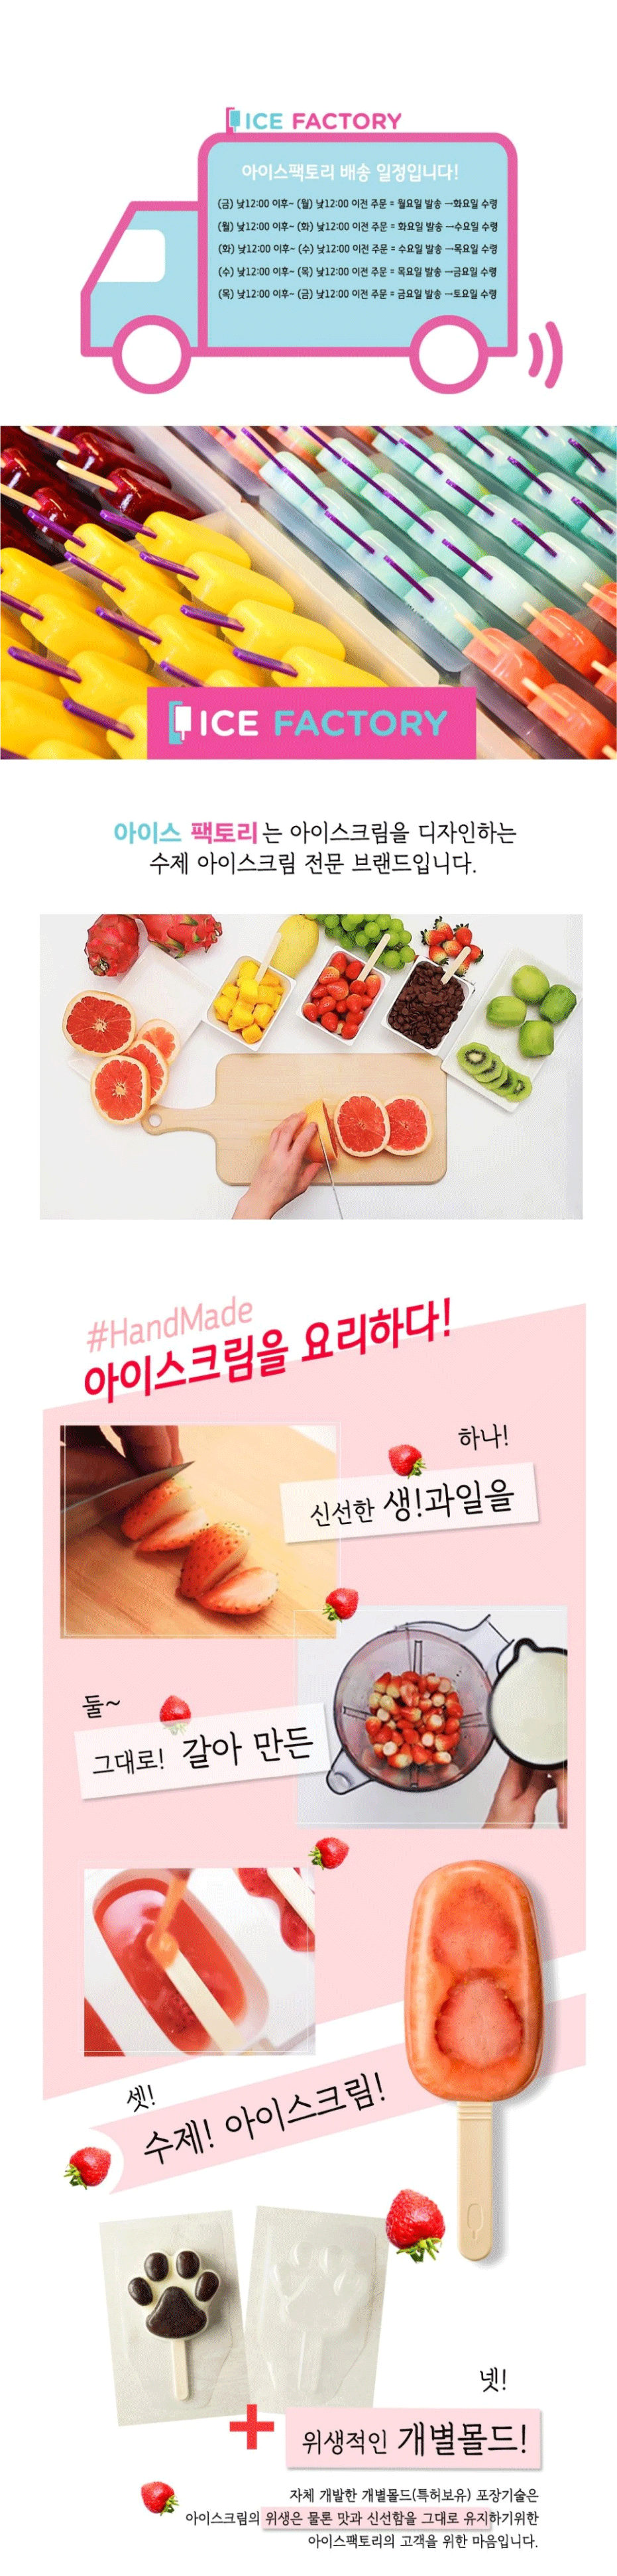 ICE FACTORY
아이스팩토리 배송 일정입니다!
(금) 낮12:00 이후~ (월) 낮12:00 이전 주문 = 월요일 발송 →화요일 수령
(월) 낮12:00 이후~ (화) 낮12:00 이전 주문 = 화요일 발송 →수요일 수령
(화) 낮12:00 이후~ (수) 낮12:00 이전 주문 = 수요일 발송 →목요일 수령
(수) 낮12:00 이후~ (목) 낮12:00 이전 주문 = 목요일 발송 →금요일 수령
(목) 낮12:00 이후~ (금) 낮12:00 이전 주문 = 금요일 발송 →토요일 수령
ICE FACTORY
아이스 팩토리는 아이스크림을 디자인하는
수제 아이스크림 전문 브랜드입니다.
#HandMade
아이스크림을 요리하다!
하나!
신선한 생!과일을
둘~
그대로! 갈아 만든
셋!
수제! 아이스크림!
넷!
위생적인 개별몰드!
자체 개발한 개별몰드(특허보유) 포장기술은
아이스크림의 위생은 물론 맛과 신선함을 그대로 유지하기위한
아이스팩토리의 고객을 위한 마음입니다.